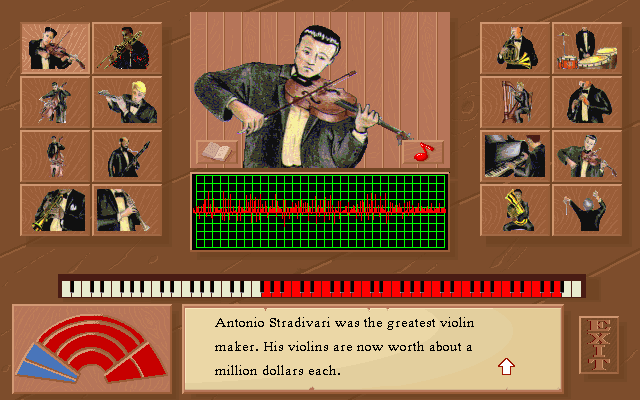 Antonio Stradivari was the greatest violin
maker. His violins are now worth about a
million dollars each.
EXIT